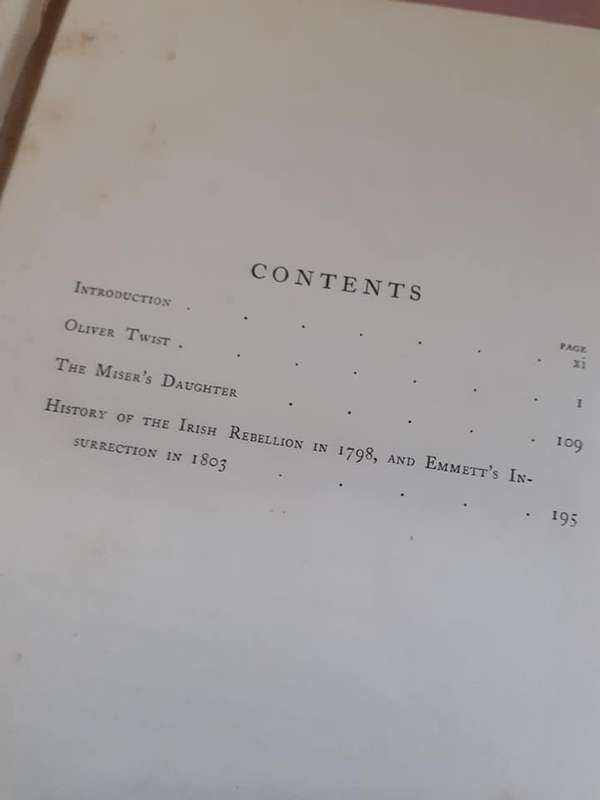 CONTENTS
PAGE
Introduction . . . . . . . xi
Oliver Twist . . . . . . . 1
The Miser's Daughter . . . . . 109
History of the Irish Rebellion in 1798, and Emmett's In-
surrection in 1803 . . . . . 195